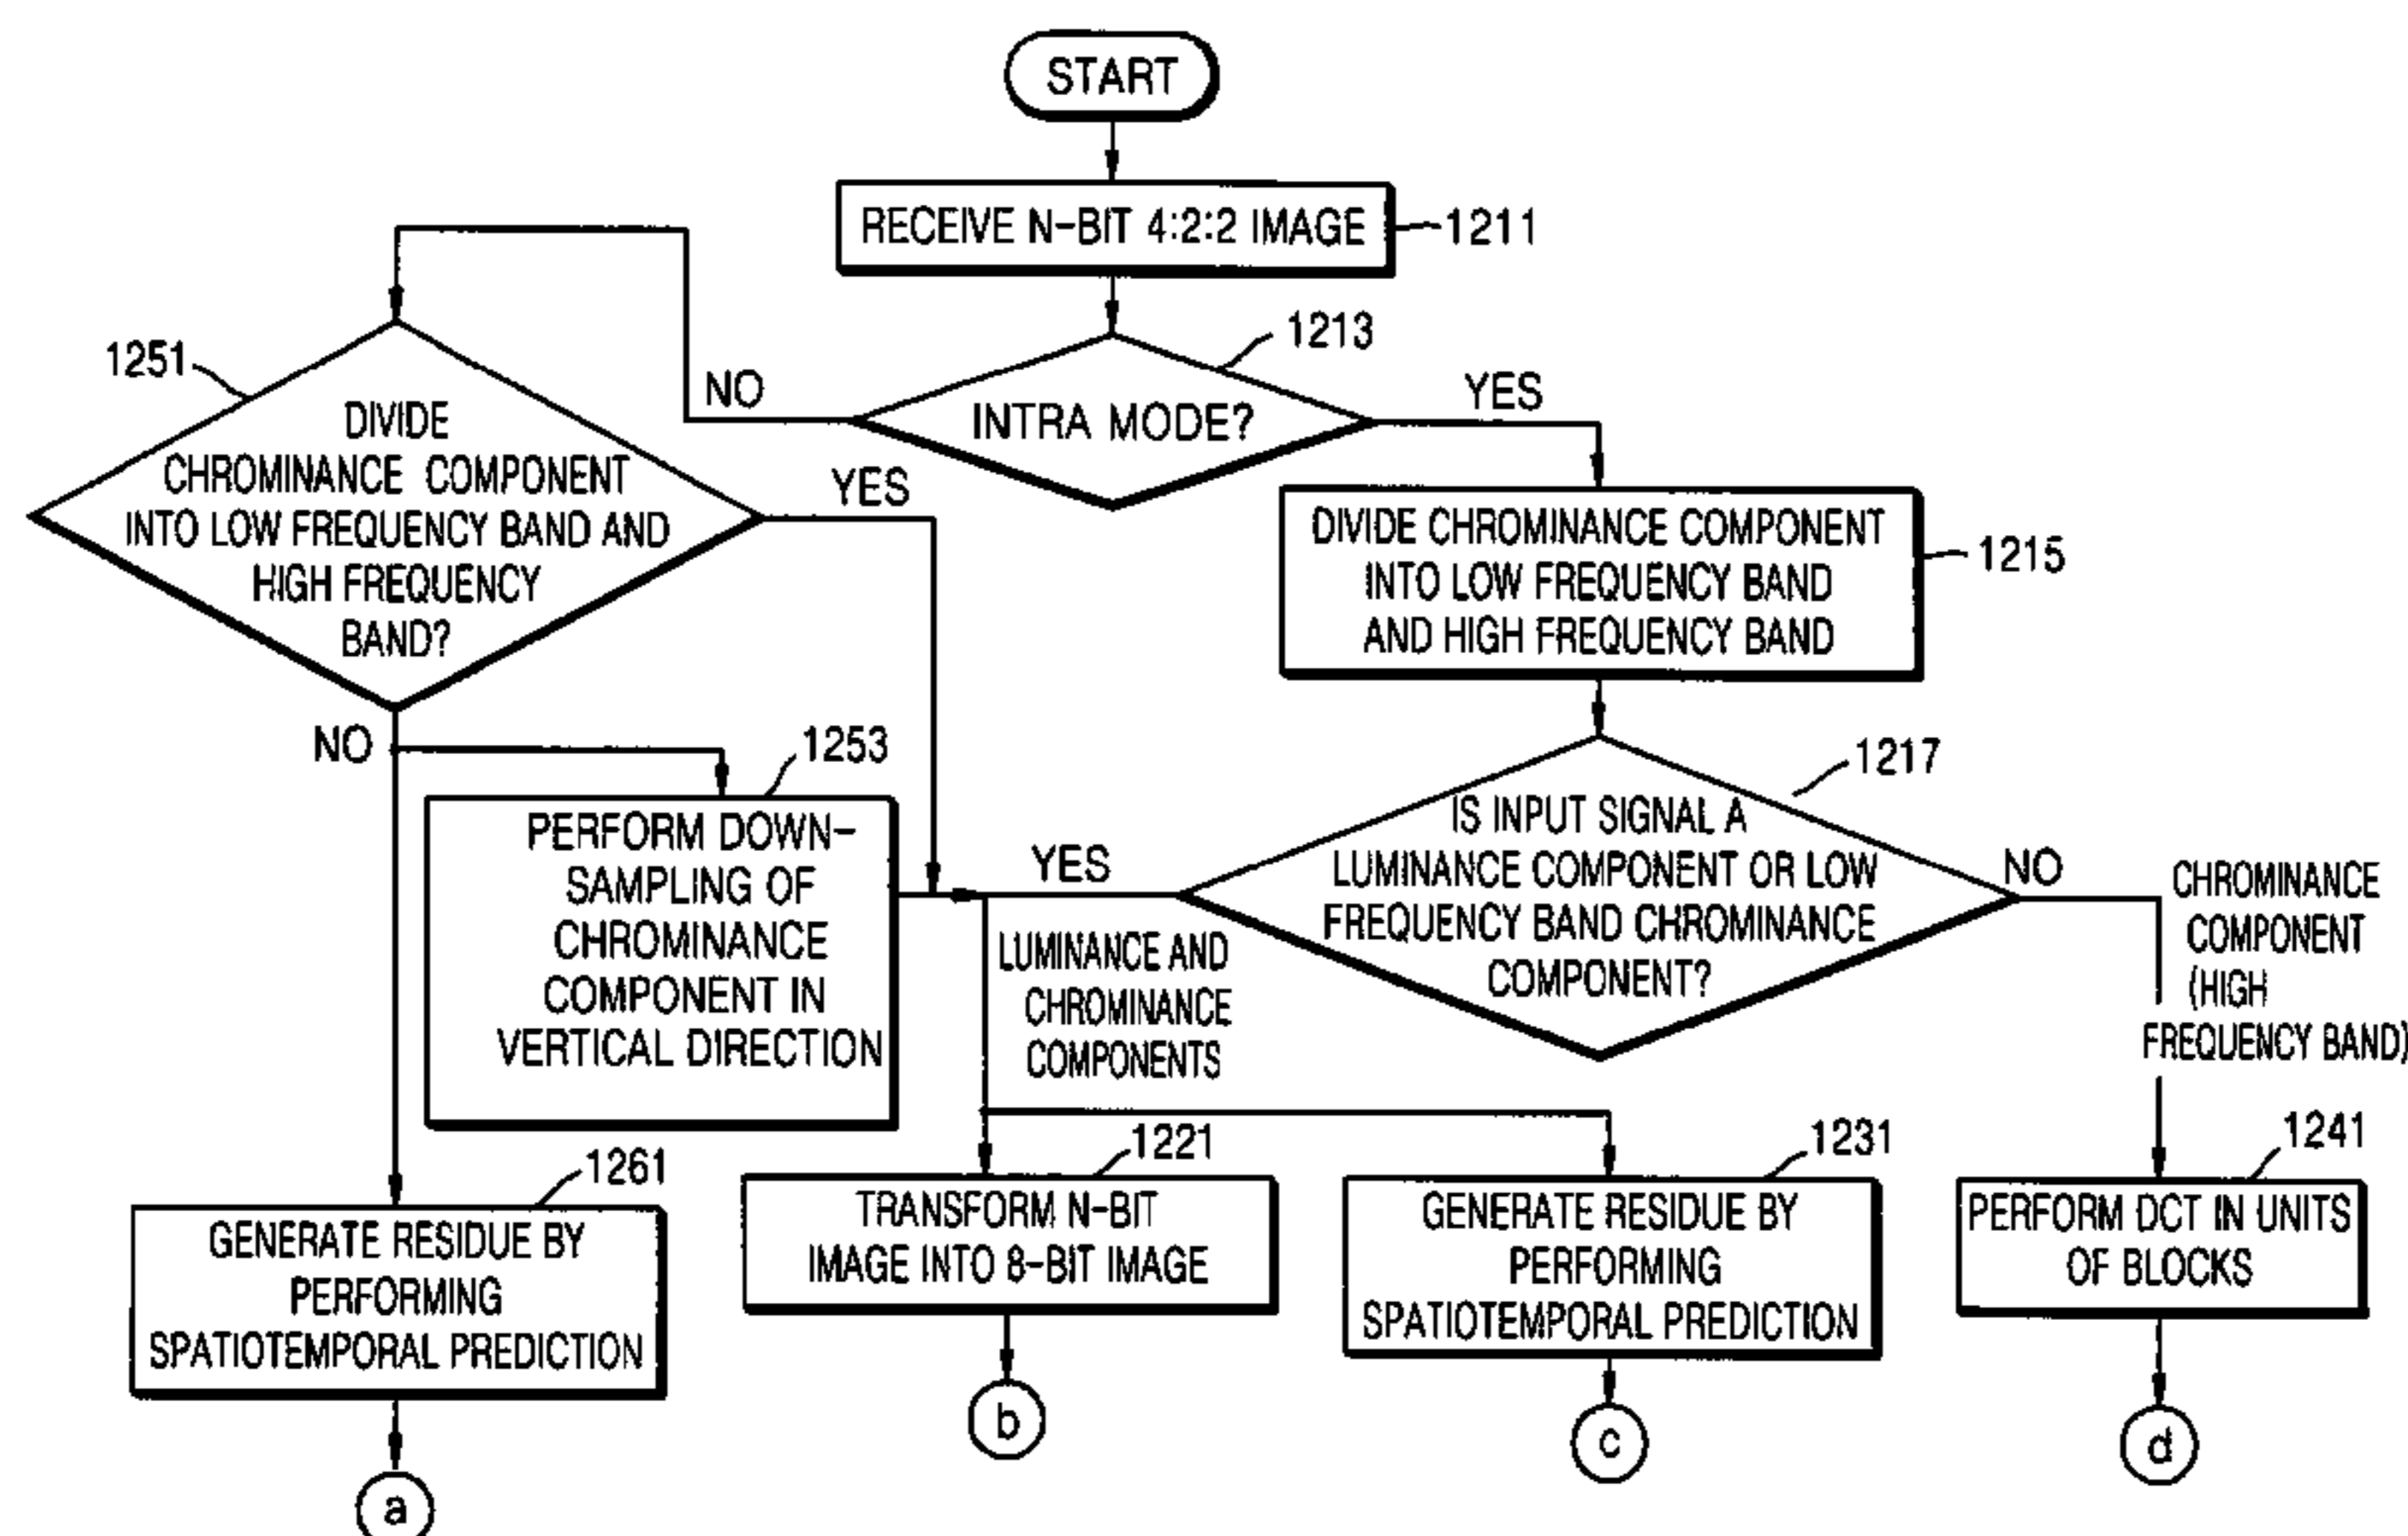 START
RECEIVE N-BIT 4:2:2 IMAGE
1211
1213
INTRA MODE?
NO
YES
1251
DIVIDE
CHROMINANCE COMPONENT
INTO LOW FREQUENCY BAND AND
HIGH FREQUENCY
BAND?
YES
NO
DIVIDE CHROMINANCE COMPONENT
INTO LOW FREQUENCY BAND
AND HIGH FREQUENCY BAND
1215
1253
PERFORM DOWN-
SAMPLING OF
CHROMINANCE
COMPONENT IN
VERTICAL DIRECTION
1217
IS INPUT SIGNAL A
LUMINANCE COMPONENT OR LOW
FREQUENCY BAND CHROMINANCE
COMPONENT?
YES
NO
LUMINANCE AND
CHROMINANCE
COMPONENTS
CHROMINANCE
COMPONENT
(HIGH
FREQUENCY BAND)
1261
GENERATE RESIDUE BY
PERFORMING
SPATIOTEMPORAL PREDICTION
1221
TRANSFORM N-BIT
IMAGE INTO 8-BIT IMAGE
1231
GENERATE RESIDUE BY
PERFORMING
SPATIOTEMPORAL PREDICTION
1241
PERFORM DCT IN UNITS
OF BLOCKS
a
b
c
d